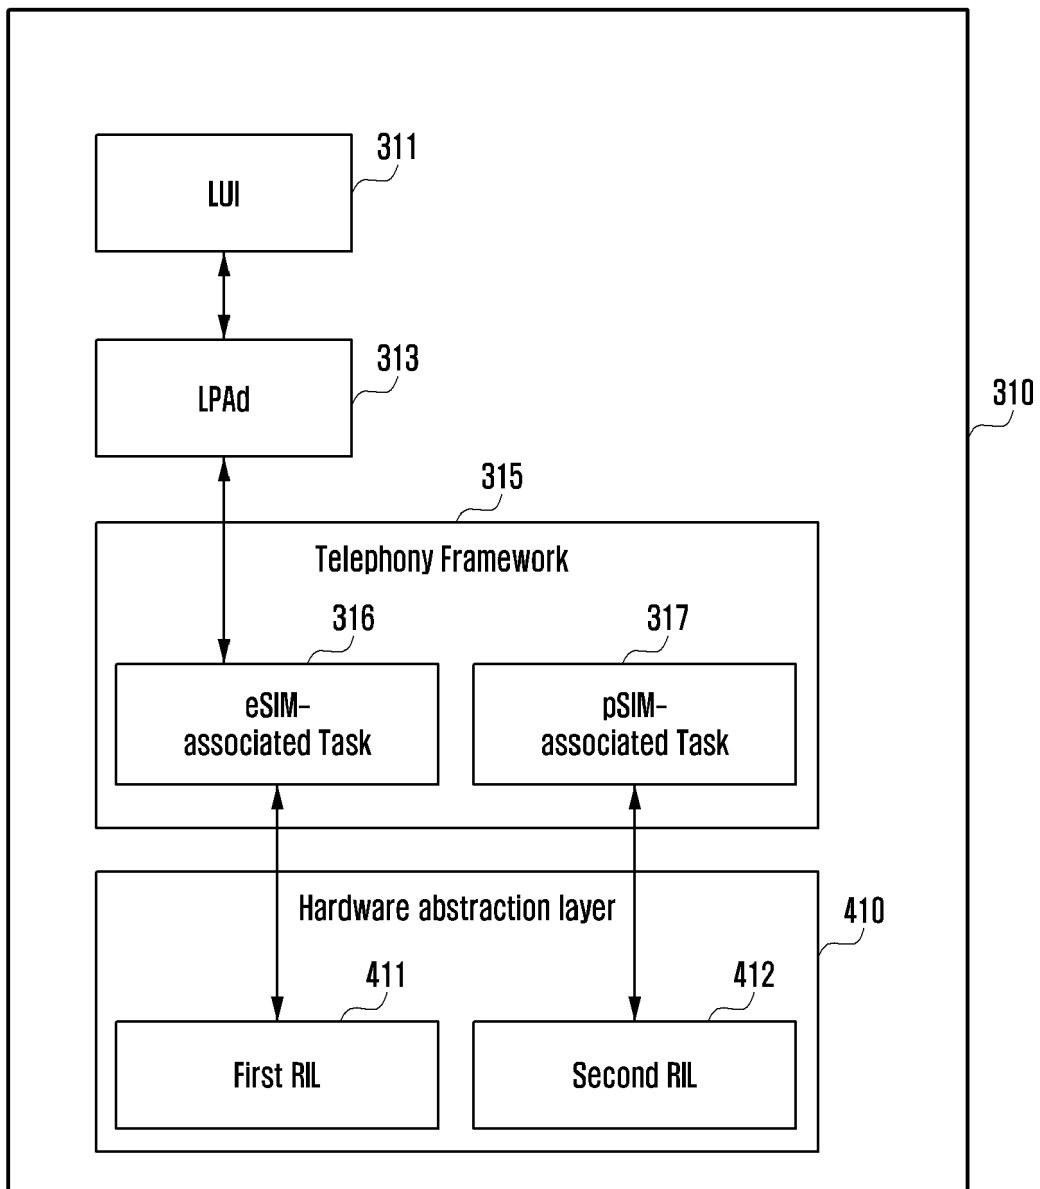 311
LUI
313
LPAd
310
315
Telephony Framework
316
317
eSIM-
associated Task
pSIM-
associated Task
Hardware abstraction layer
410
411
412
First RIL
Second RIL